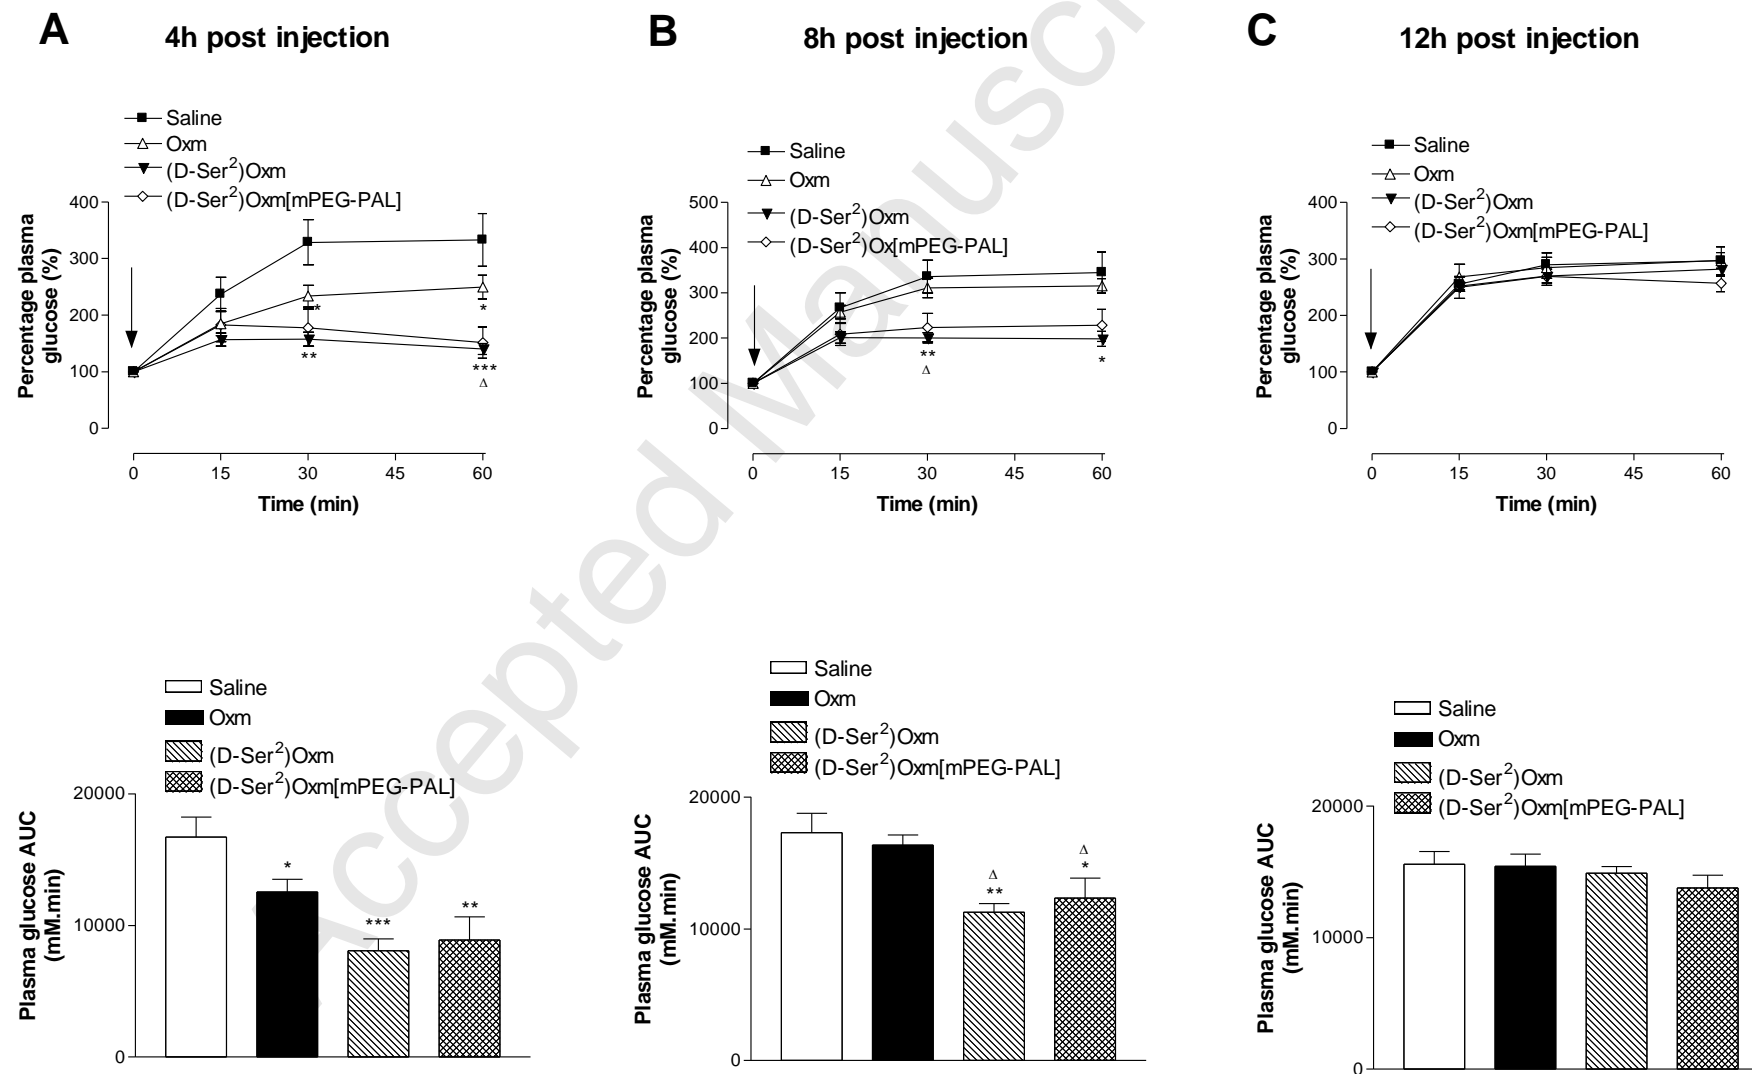 A 4h post injection
Saline
Oxm
(D-Ser2)Oxm
(D-Ser2)Oxm[mPEG-PAL]
Percentage plasma
glucose (%)
400
300
200
100
0
*
*
**
***
Δ
0 15 30 45 60
Time (min)
B 8h post injection
Saline
Oxm
(D-Ser2)Oxm
(D-Ser2)Ox[mPEG-PAL]
Percentage plasma
glucose (%)
500
400
300
200
100
0
**
Δ
*
0 15 30 45 60
Time (min)
C 12h post injection
Saline
Oxm
(D-Ser2)Oxm
(D-Ser2)Oxm[mPEG-PAL]
Percentage plasma
glucose (%)
400
300
200
100
0
0 15 30 45 60
Time (min)
Saline
Oxm
(D-Ser2)Oxm
(D-Ser2)Oxm[mPEG-PAL]
Plasma glucose AUC
(mM.min)
20000
10000
0
*
***
**
Saline
Oxm
(D-Ser2)Oxm
(D-Ser2)Oxm[mPEG-PAL]
Plasma glucose AUC
(mM.min)
20000
10000
0
Δ
**
Δ
*
Saline
Oxm
(D-Ser2)Oxm
(D-Ser2)Oxm[mPEG-PAL]
Plasma glucose AUC
(mM.min)
20000
10000
0
Accepted Manusc